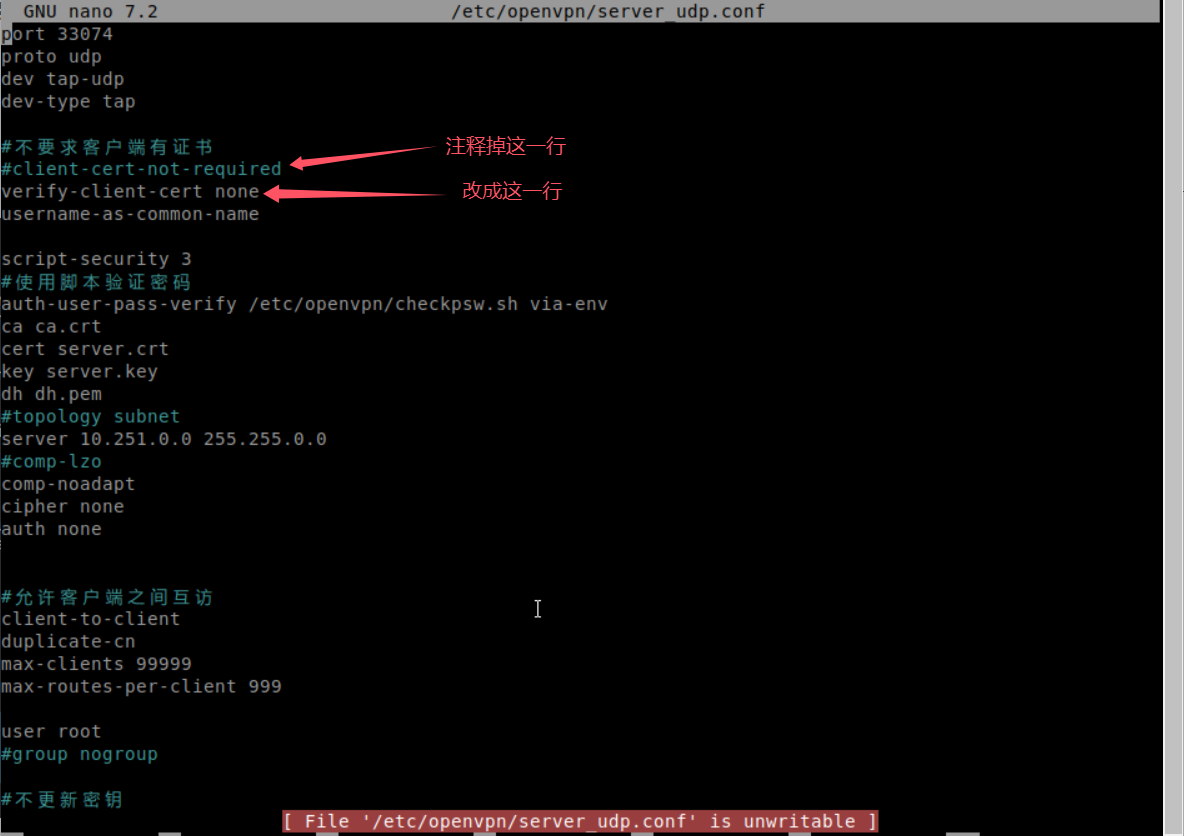 GNU nano 7.2 /etc/openvpn/server_udp.conf
port 33074
proto udp
dev tap-udp
dev-type tap
#不要求客户端有证书
注释掉这一行
#client-cert-not-required
verify-client-cert none
改成这一行
username-as-common-name
script-security 3
#使用脚本验证密码
auth-user-pass-verify /etc/openvpn/checkpsw.sh via-env
ca ca.crt
cert server.crt
key server.key
dh dh.pem
#topology subnet
server 10.251.0.0 255.255.0.0
#comp-lzo
comp-noadapt
cipher none
auth none
#允许客户端之间互访
client-to-client
duplicate-cn
max-clients 99999
max-routes-per-client 999
user root
#group nogroup
#不更新密钥
[ File '/etc/openvpn/server_udp.conf' is unwritable ]